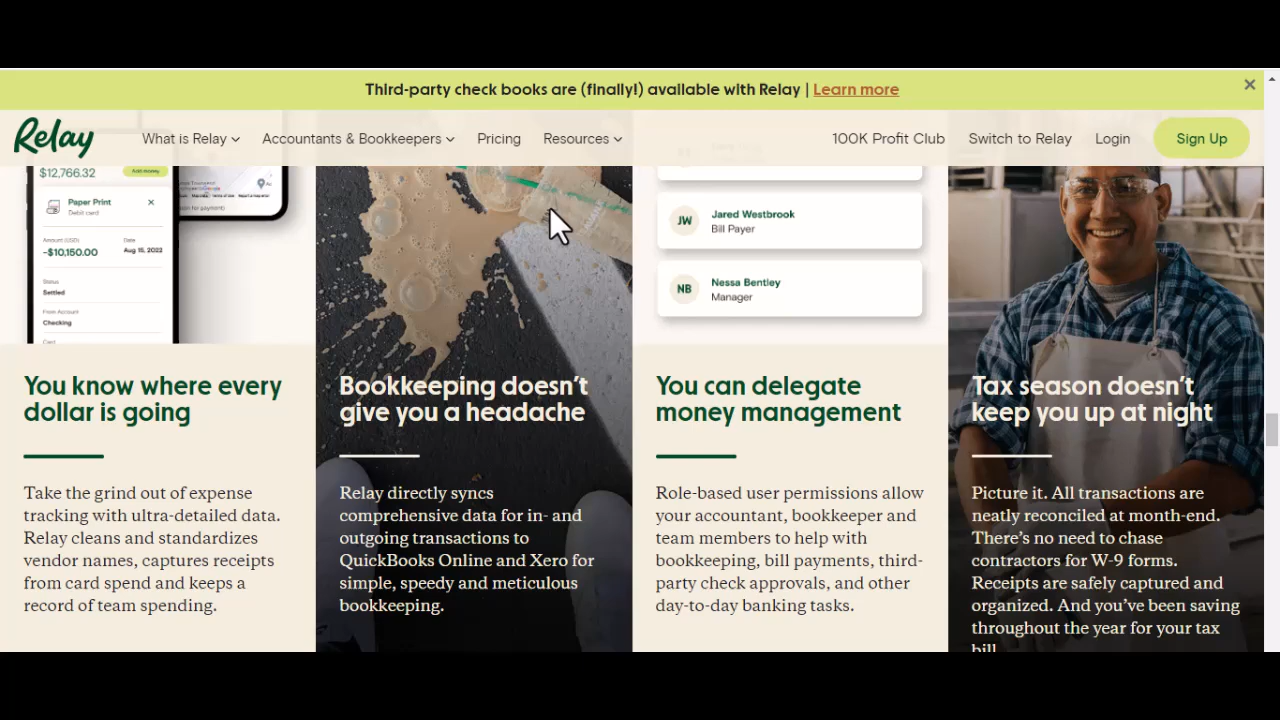 Third-party check books are (finally!) available with Relay | Learn more
Relay
What is Relay
Accountants & Bookkeepers
Pricing
Resources
100K Profit Club
Switch to Relay
Login
Sign Up
$12,766.32
Add money
Paper Print
Debit card
Amount (USD)
Date
-$10,150.00
Aug 15, 2022
Status
Settled
From Account
Checking
Card
You know where every
dollar is going
Take the grind out of expense
tracking with ultra-detailed data.
Relay cleans and standardizes
vendor names, captures receipts
from card spend and keeps a
record of team spending.
Bookkeeping doesn't
give you a headache
Relay directly syncs
comprehensive data for in- and
outgoing transactions to
QuickBooks Online and Xero for
simple, speedy and meticulous
bookkeeping.
JW
Jared Westbrook
Bill Payer
NB
Nessa Bentley
Manager
You can delegate
money management
Role-based user permissions allow
your accountant, bookkeeper and
team members to help with
bookkeeping, bill payments, third-
party check approvals, and other
day-to-day banking tasks.
Tax season doesn't
keep you up at night
Picture it. All transactions are
neatly reconciled at month-end.
There's no need to chase
contractors for W-9 forms.
Receipts are safely captured and
organized. And you've been saving
throughout the year for your tax
bill.